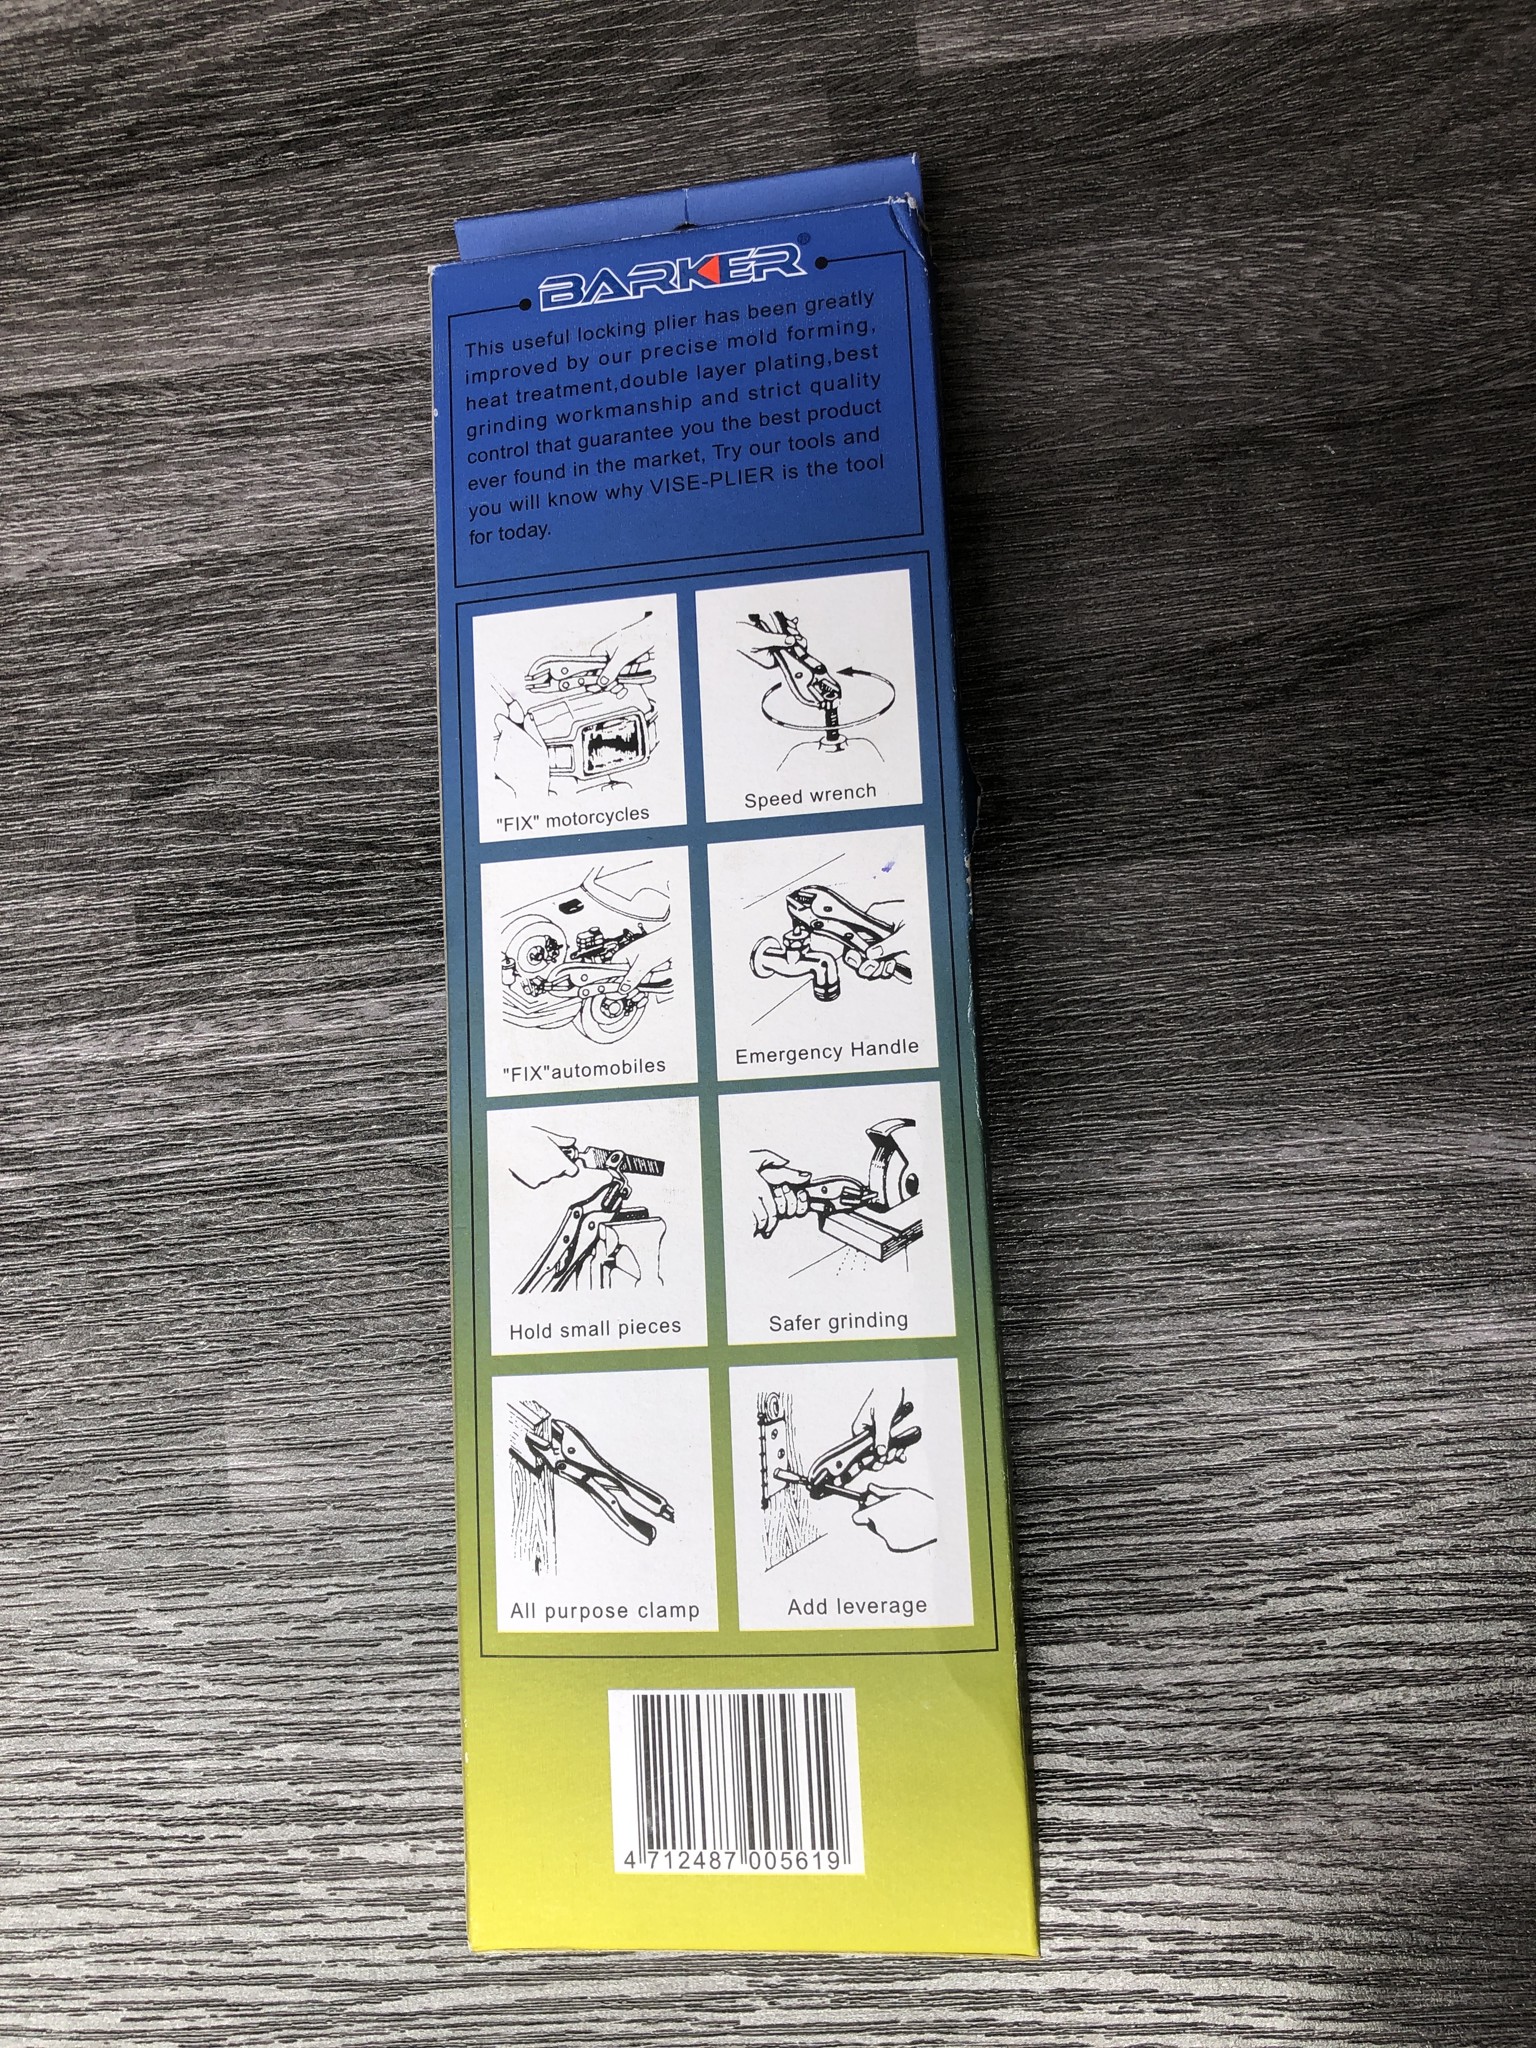 BARKER®
This useful locking plier has been greatly
improved by our precise mold forming,
heat treatment,double layer plating,best
grinding workmanship and strict quality
control that guarantee you the best product
ever found in the market, Try our tools and
you will know why VISE-PLIER is the tool
for today.
"FIX" motorcycles
Speed wrench
"FIX"automobiles
Emergency Handle
Hold small pieces
Safer grinding
All purpose clamp
Add leverage
4 712487 005619